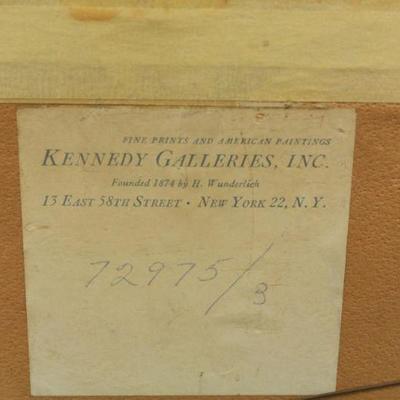 FINE PRINTS AND AMERICAN PAINTINGS
KENNEDY GALLERIES, INC.
Founded 1874 by H. Wunderlich
13 EAST 58TH STREET • NEW YORK 22, N. Y.
72975/3